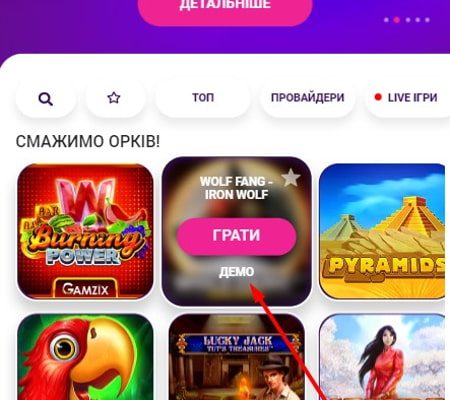 ДЕТАЛЬНІШЕ
ТОП
ПРОВАЙДЕРИ
LIVE ІГРИ
СМАЖИМО ОРКІВ!
WOLF FANG -
IRON WOLF
ГРАТИ
ДЕМО
W
Burning
POWER
GAMZIX
PYRAMIDS
LUCKY JACK
TUT'S TREASURES